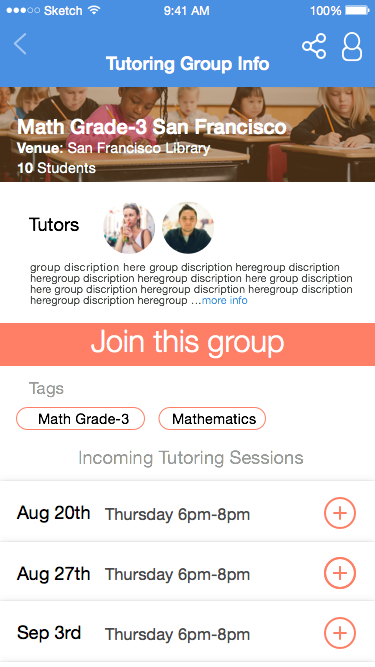 Sketch 9:41 AM 100%
Tutoring Group Info
Math Grade-3 San Francisco
Venue: San Francisco Library
10 Students
Tutors
group discription here group discription heregroup discription
heregroup discription heregroup discription here group discription
here group discription heregroup discription heregroup discription
heregroup discription heregroup ...more info
Join this group
Tags
Math Grade-3 Mathematics
Incoming Tutoring Sessions
Aug 20th Thursday 6pm-8pm
Aug 27th Thursday 6pm-8pm
Sep 3rd Thursday 6pm-8pm